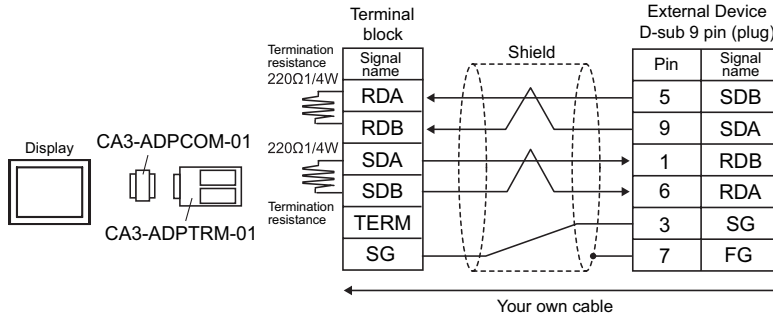 Terminal block
External Device
D-sub 9 pin (plug)
Termination resistance
220Ω1/4W
Signal name
Shield
Pin
Signal name
RDA
5
SDB
RDB
9
SDA
Display
CA3-ADPCOM-01
220Ω1/4W
SDA
1
RDB
SDB
6
RDA
Termination resistance
TERM
3
SG
CA3-ADPTRM-01
SG
7
FG
Your own cable